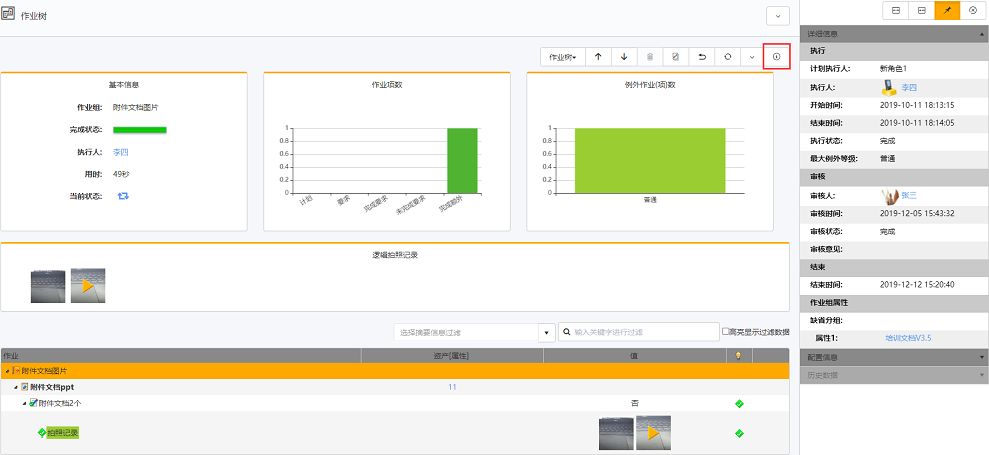 作业树
作业树
基本信息
作业组: 附件文档图片
完成状态:
执行人: 李四
用时: 49秒
当前状态:
作业项数
1
0.8
0.6
0.4
0.2
0
计划
要求
完成要求
未完成要求
完成额外
例外作业(项)数
1
0.8
0.6
0.4
0.2
0
普通
逻辑拍照记录
选择摘要信息过滤
输入关键字进行过滤
高亮显示过滤数据
作业 资产[属性] 值
附件文档图片
附件文档ppt 11
附件文档2个 否
拍照记录
详细信息
执行
计划执行人: 新角色1
执行人: 李四
开始时间: 2019-10-11 18:13:15
结束时间: 2019-10-11 18:14:05
执行状态: 完成
最大例外等级: 普通
审核
审核人: 张三
审核时间: 2019-12-05 15:43:32
审核状态: 完成
审核意见:
结束
结束时间: 2019-12-12 15:20:40
作业组属性
缺省分组:
属性1: 培训文档V3.5
配置信息
历史数据